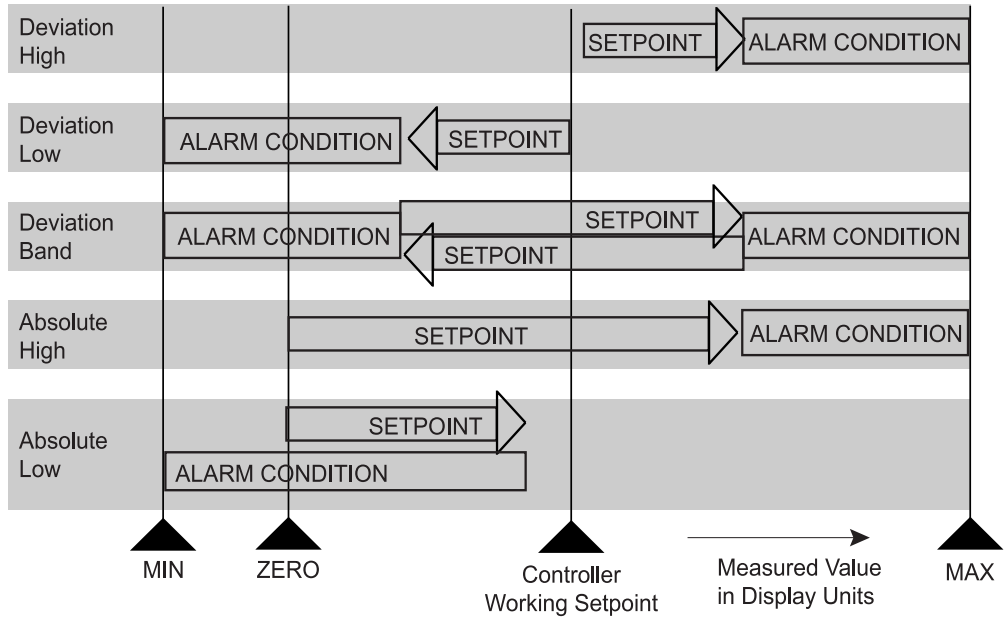 Deviation
High
SETPOINT
ALARM CONDITION
Deviation
Low
ALARM CONDITION
SETPOINT
Deviation
Band
ALARM CONDITION
SETPOINT
SETPOINT
ALARM CONDITION
Absolute
High
SETPOINT
ALARM CONDITION
Absolute
Low
SETPOINT
ALARM CONDITION
MIN
ZERO
Controller
Working Setpoint
Measured Value
in Display Units
MAX